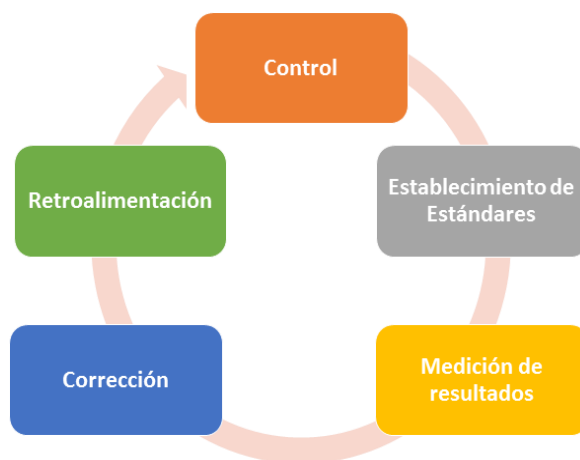 Control
Establecimiento de
Estándares
Medición de
resultados
Corrección
Retroalimentación